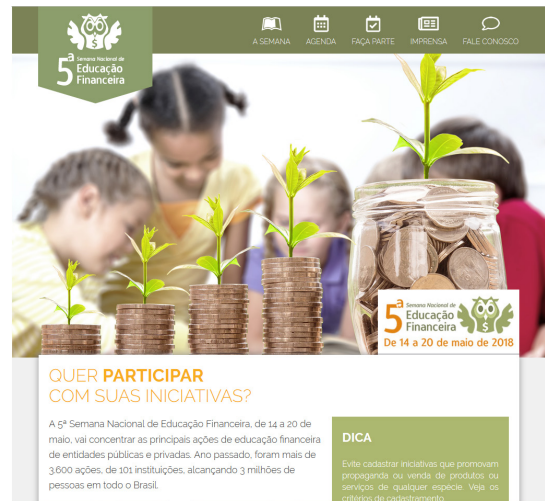 A SEMANA
AGENDA
FAÇA PARTE
IMPRENSA
FALE CONOSCO
$
5ª Semana Nacional de
Educação
Financeira
5ª Semana Nacional de
Educação
Financeira
$
De 14 a 20 de maio de 2018
QUER PARTICIPAR
COM SUAS INICIATIVAS?
A 5ª Semana Nacional de Educação Financeira, de 14 a 20 de
maio, vai concentrar as principais ações de educação financeira
de entidades públicas e privadas. Ano passado, foram mais de
3.600 ações, de 101 instituições, alcançando 3 milhões de
pessoas em todo o Brasil.
DICA
Evite cadastrar iniciativas que promovam
propaganda ou venda de produtos ou
serviços de qualquer espécie. Veja os
critérios de cadastramento